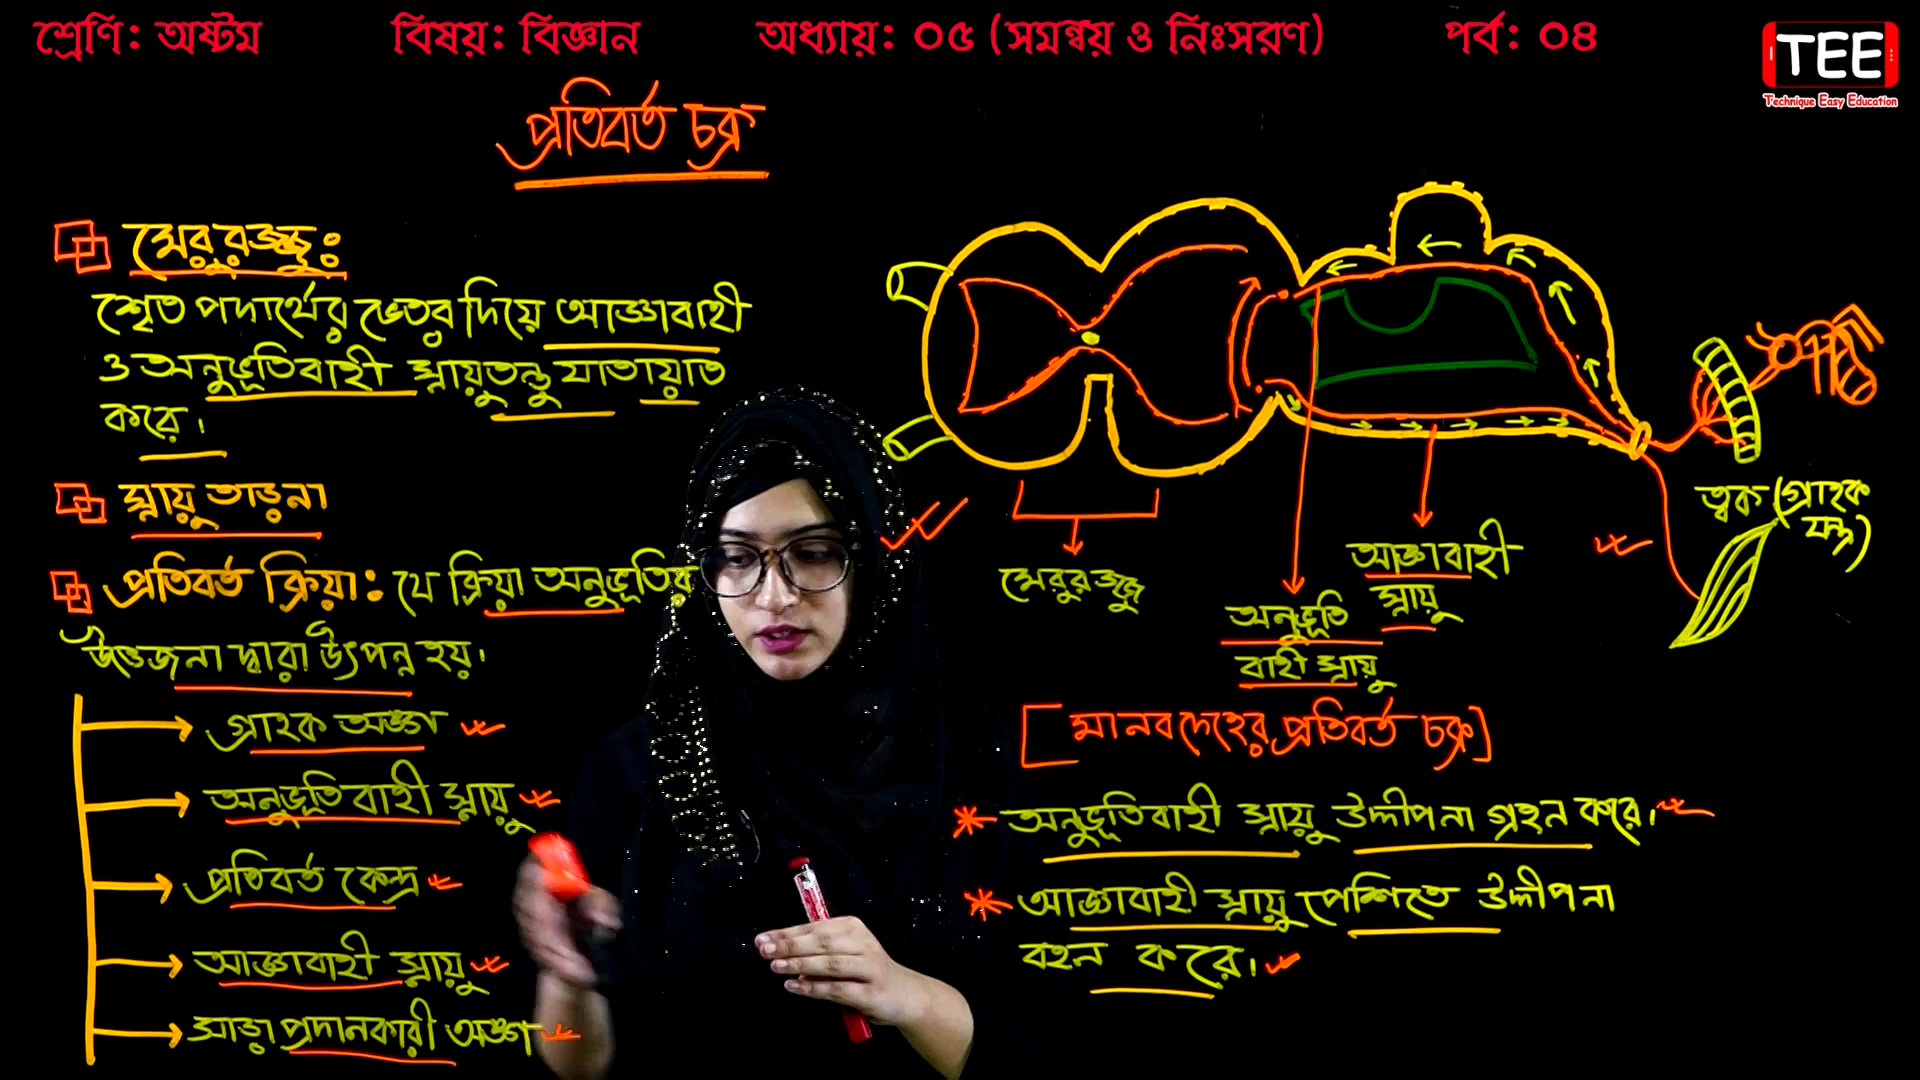 শ্রেণি: অষ্টম বিষয়: বিজ্ঞান অধ্যায়: ০৫ (সমন্বয় ও নিঃসরণ) পর্ব: ০৪
TEE
Technique Easy Education
প্রতিবর্ত চক্র
মেরুরজ্জু:
শ্বেত পদার্থের ভেতর দিয়ে আজ্ঞাবাহী
ও অনুভূতিবাহী স্নায়ুতন্তু যাতায়াত
করে।
স্নায়ু তাড়না
প্রতিবর্ত ক্রিয়া: যে ক্রিয়া অনুভূতির
উত্তেজনা দ্বারা উৎপন্ন হয়।
গ্রাহক অঙ্গ
অনুভূতিবাহী স্নায়ু
প্রতিবর্ত কেন্দ্র
আজ্ঞাবাহী স্নায়ু
সাড়া প্রদানকারী অঙ্গ
ত্বক (গ্রাহক
যন্ত্র)
মেরুরজ্জু
আজ্ঞাবাহী
স্নায়ু
অনুভূতি
বাহী স্নায়ু
[মানবদেহের প্রতিবর্ত চক্র]
* অনুভূতিবাহী স্নায়ু উদ্দীপনা গ্রহন করে।
* আজ্ঞাবাহী স্নায়ু পেশিতে উদ্দীপনা
বহন করে।